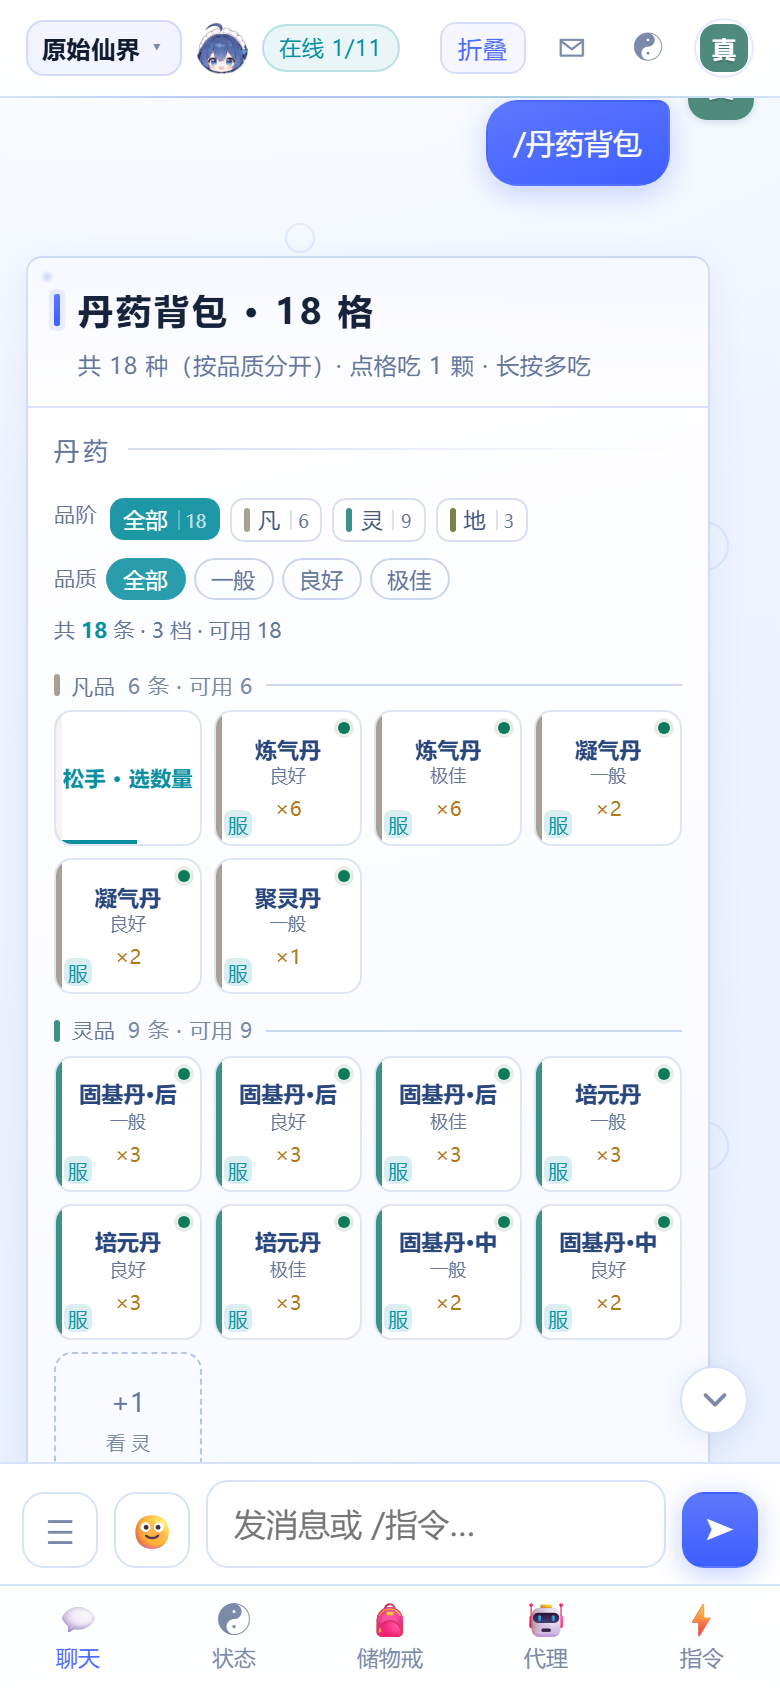 原始仙界 ▼
在线 1/11
折叠
真
/丹药背包
丹药背包 · 18 格
共 18 种（按品质分开）· 点格吃 1 颗 · 长按多吃
丹药
品阶 全部 18 凡 6 灵 9 地 3
品质 全部 一般 良好 极佳
共 18 条 · 3 档 · 可用 18
凡品 6 条 · 可用 6
松手 · 选数量
炼气丹
良好
×6
服
炼气丹
极佳
×6
服
凝气丹
一般
×2
服
凝气丹
良好
×2
服
聚灵丹
一般
×1
服
灵品 9 条 · 可用 9
固基丹·后
一般
×3
服
固基丹·后
良好
×3
服
固基丹·后
极佳
×3
服
培元丹
一般
×3
服
培元丹
良好
×3
服
培元丹
极佳
×3
服
固基丹·中
一般
×2
服
固基丹·中
良好
×2
服
+1
看 灵
发消息或 /指令...
聊天
状态
储物戒
代理
指令